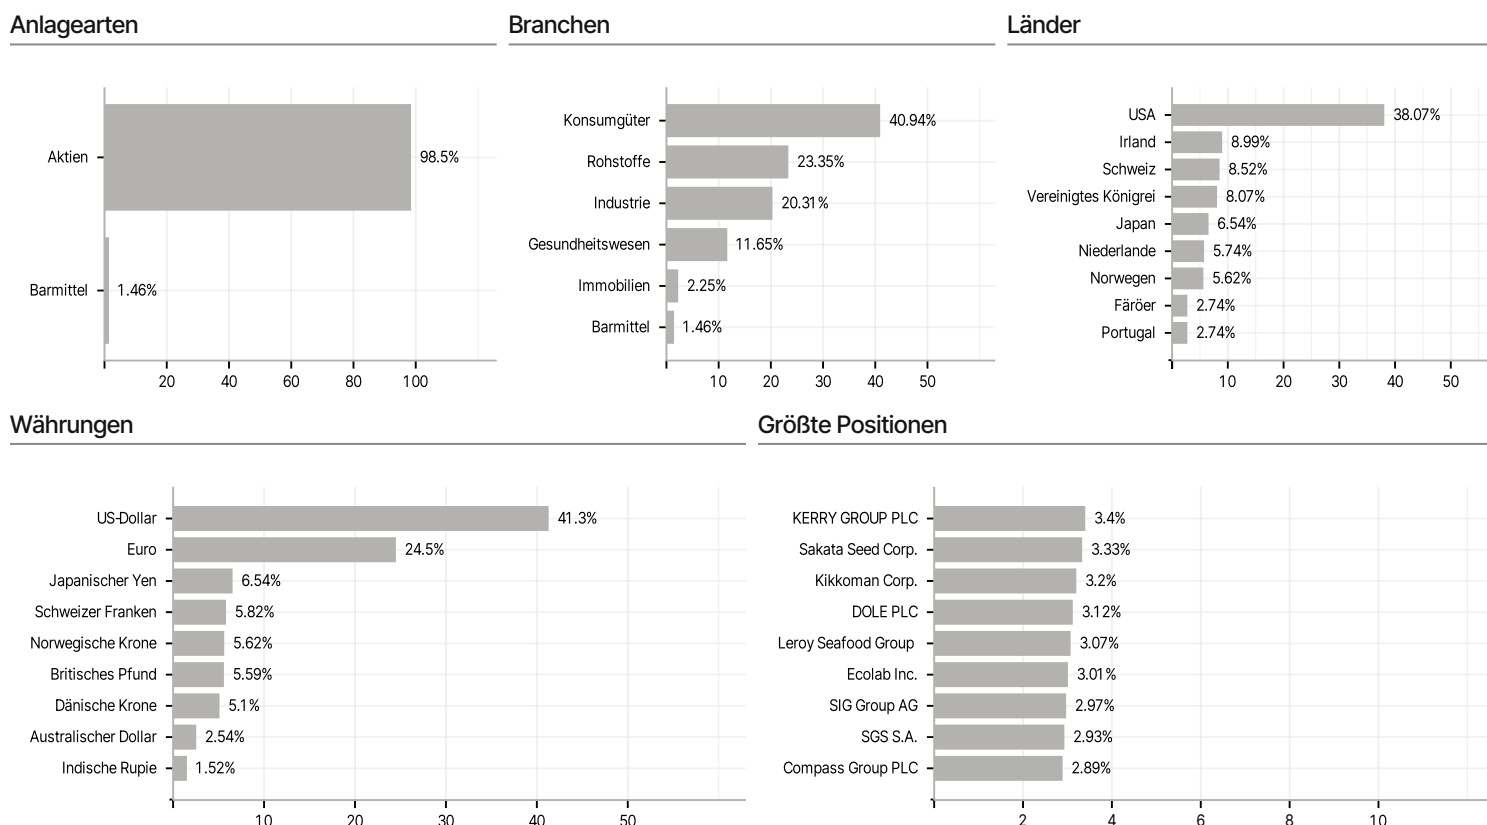 Anlagearten
Aktien
98.5%
Barmittel
1.46%
20 40 60 80 100
Branchen
Konsumgüter 40.94%
Rohstoffe 23.35%
Industrie 20.31%
Gesundheitswesen 11.65%
Immobilien 2.25%
Barmittel 1.46%
10 20 30 40 50
Länder
USA 38.07%
Irland 8.99%
Schweiz 8.52%
Vereinigtes Königrei 8.07%
Japan 6.54%
Niederlande 5.74%
Norwegen 5.62%
Färöer 2.74%
Portugal 2.74%
10 20 30 40 50
Währungen
US-Dollar 41.3%
Euro 24.5%
Japanischer Yen 6.54%
Schweizer Franken 5.82%
Norwegische Krone 5.62%
Britisches Pfund 5.59%
Dänische Krone 5.1%
Australischer Dollar 2.54%
Indische Rupie 1.52%
10 20 30 40 50
Größte Positionen
KERRY GROUP PLC 3.4%
Sakata Seed Corp. 3.33%
Kikkoman Corp. 3.2%
DOLE PLC 3.12%
Leroy Seafood Group 3.07%
Ecolab Inc. 3.01%
SIG Group AG 2.97%
SGS S.A. 2.93%
Compass Group PLC 2.89%
2 4 6 8 10